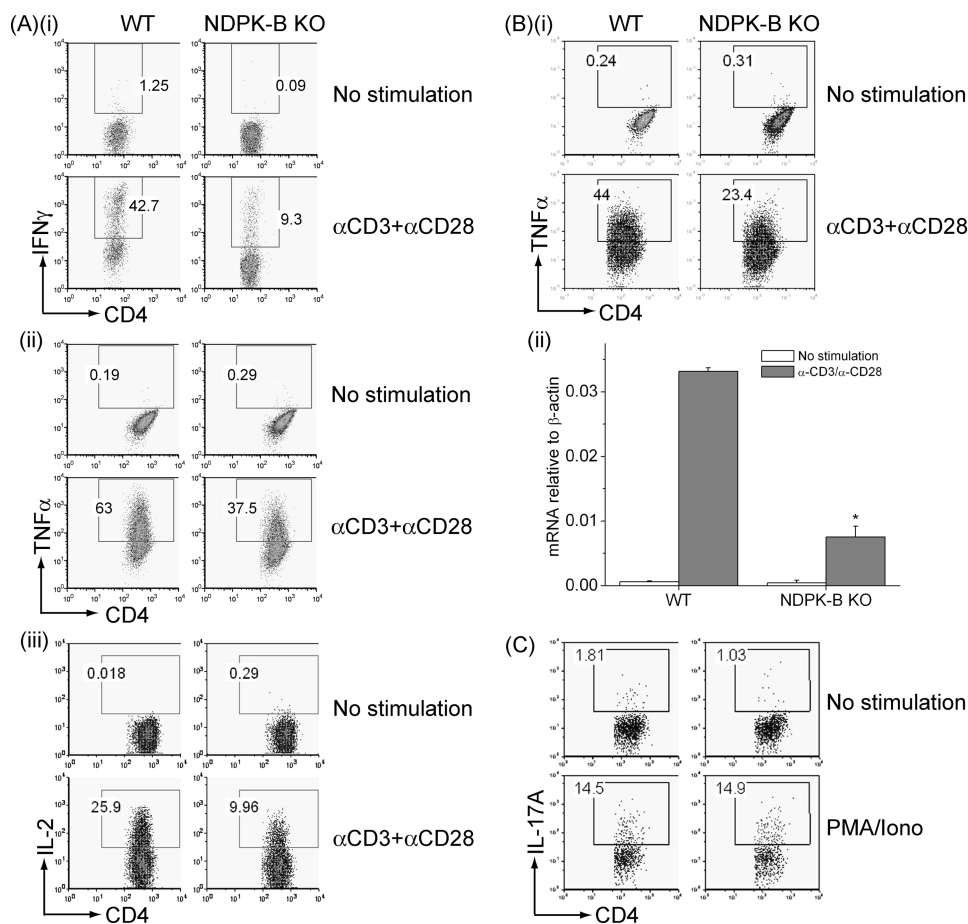 (A)(i) WT NDPK-B KO
1.25 0.09 No stimulation
42.7 9.3 αCD3+αCD28
IFNγ
CD4
(ii)
0.19 0.29 No stimulation
63 37.5 αCD3+αCD28
TNFα
CD4
(iii)
0.018 0.29 No stimulation
25.9 9.96 αCD3+αCD28
IL-2
CD4
(B)(i) WT NDPK-B KO
0.24 0.31 No stimulation
44 23.4 αCD3+αCD28
TNFα
CD4
(ii)
No stimulation
α-CD3/α-CD28
mRNA relative to β-actin
0.03
0.02
0.01
0.00
*
WT NDPK-B KO
(C)
1.81 1.03 No stimulation
14.5 14.9 PMA/Iono
IL-17A
CD4